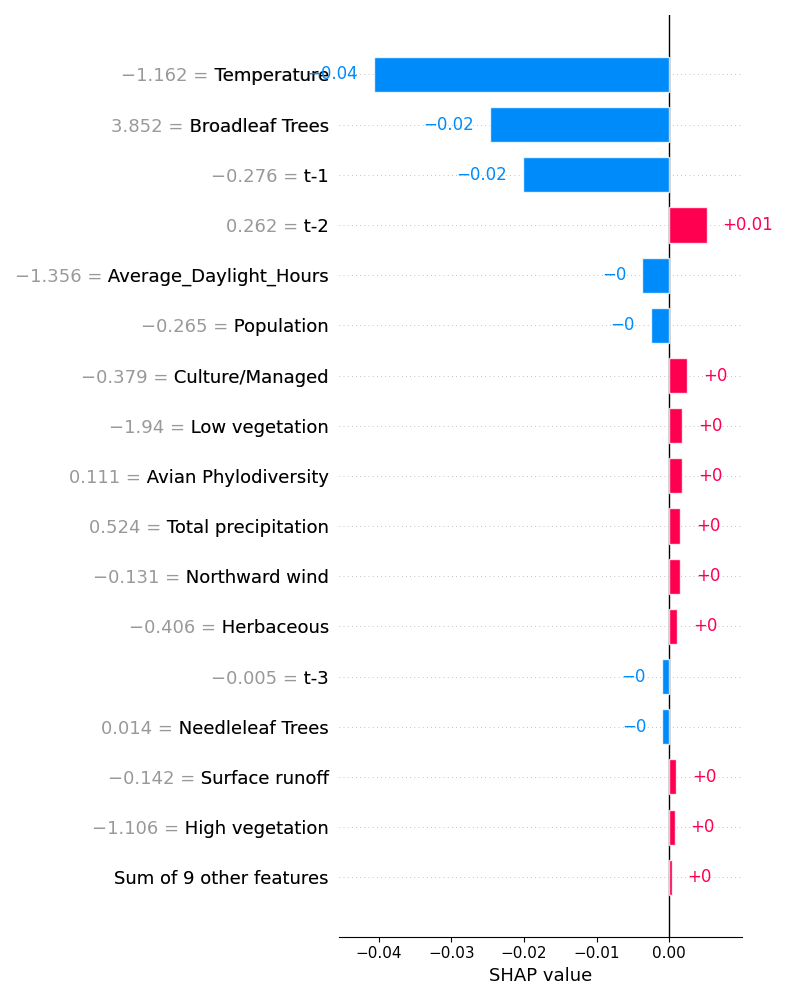 −1.162 = Temperature −0.04
3.852 = Broadleaf Trees −0.02
−0.276 = t-1 −0.02
0.262 = t-2 +0.01
−1.356 = Average_Daylight_Hours −0
−0.265 = Population −0
−0.379 = Culture/Managed +0
−1.94 = Low vegetation +0
0.111 = Avian Phylodiversity +0
0.524 = Total precipitation +0
−0.131 = Northward wind +0
−0.406 = Herbaceous +0
−0.005 = t-3 −0
0.014 = Needleleaf Trees −0
−0.142 = Surface runoff +0
−1.106 = High vegetation +0
Sum of 9 other features +0
−0.04 −0.03 −0.02 −0.01 0.00
SHAP value